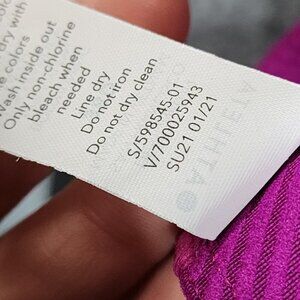 dry with
e colors
Wash inside out
Only non-chlorine
bleach when
needed
Line dry
Do not iron
Do not dry clean
S/598545-01
V/700025943
SU21 01/21
ATHLETA